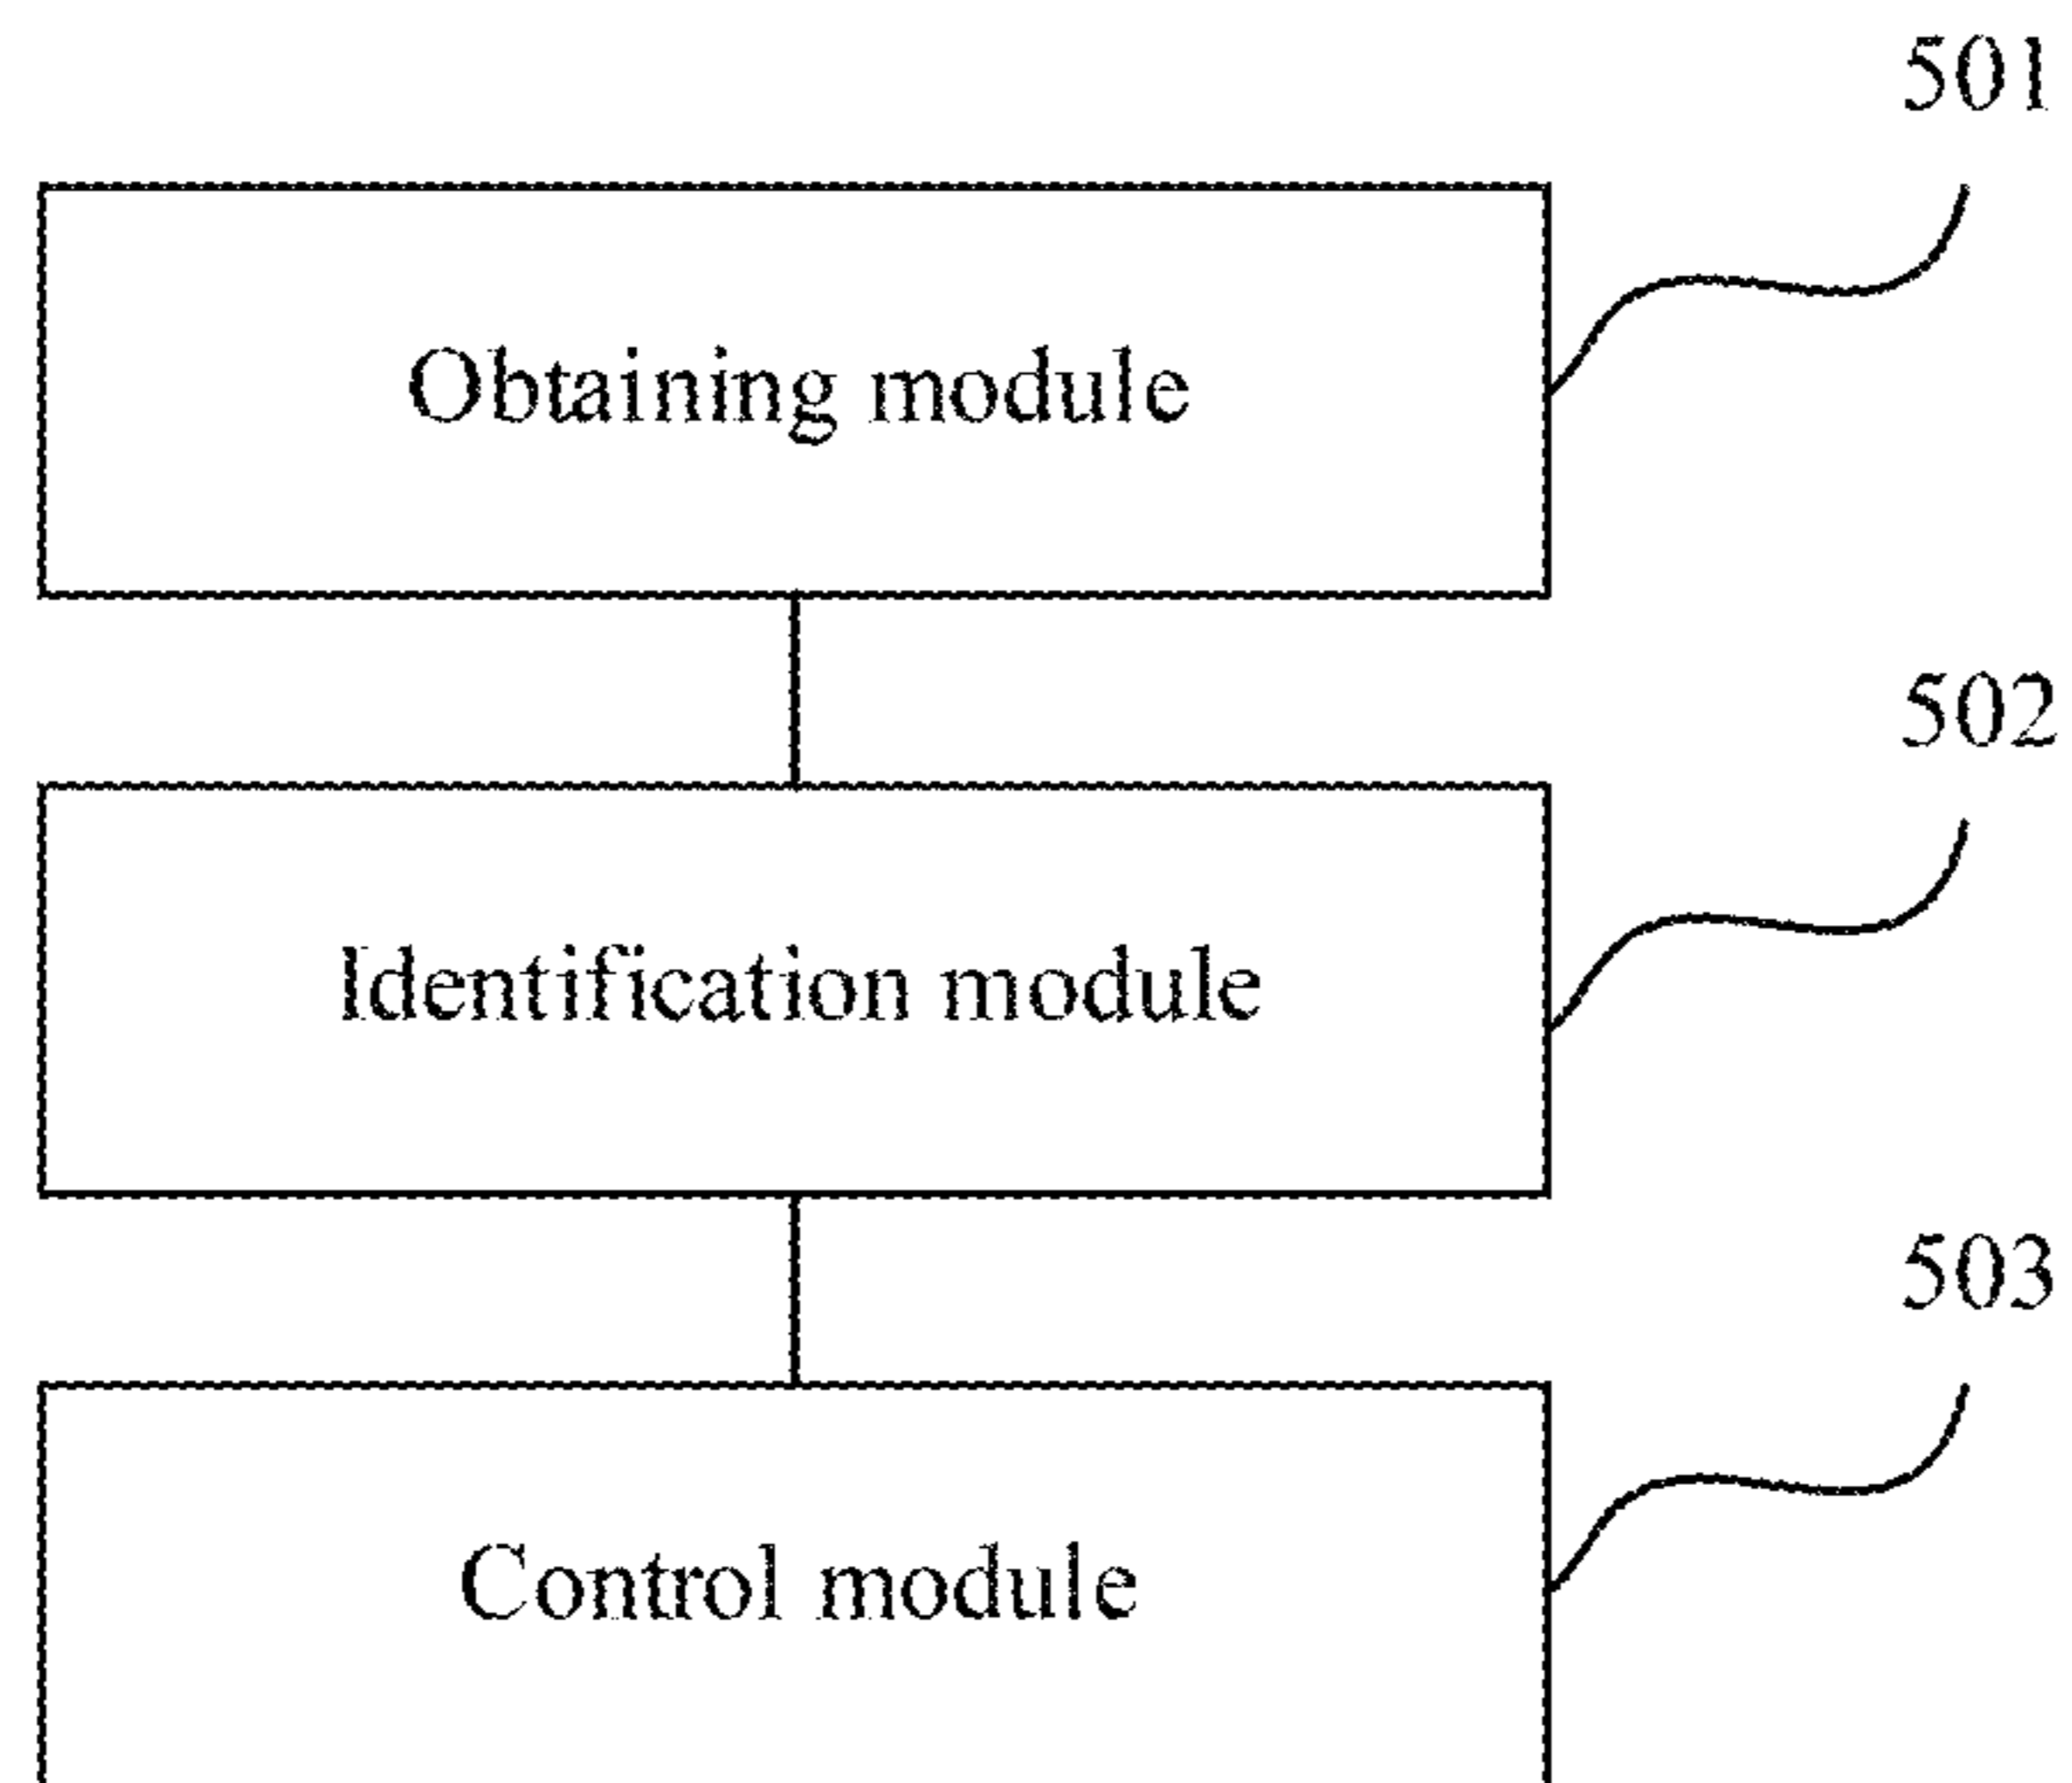 501
Obtaining module
502
Identification module
503
Control module